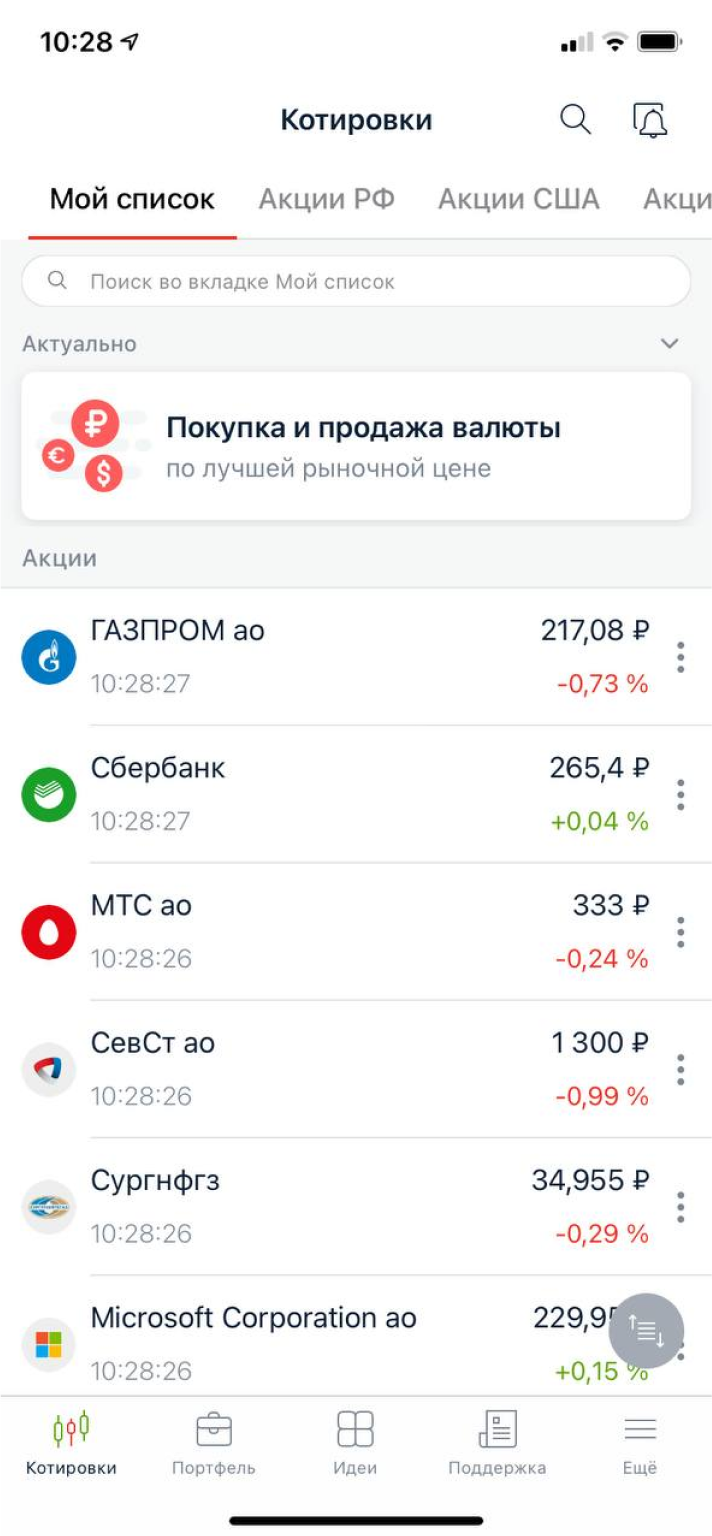 10:28
Котировки
Мой список Акции РФ Акции США Акци
Поиск во вкладке Мой список
Актуально
₽ € $
Покупка и продажа валюты
по лучшей рыночной цене
Акции
ГАЗПРОМ ао 217,08 ₽
10:28:27 -0,73 %
Сбербанк 265,4 ₽
10:28:27 +0,04 %
МТС ао 333 ₽
10:28:26 -0,24 %
СевСт ао 1 300 ₽
10:28:26 -0,99 %
Сургнфгз 34,955 ₽
10:28:26 -0,29 %
Microsoft Corporation ао 229,95
10:28:26 +0,15 %
Котировки Портфель Идеи Поддержка Ещё